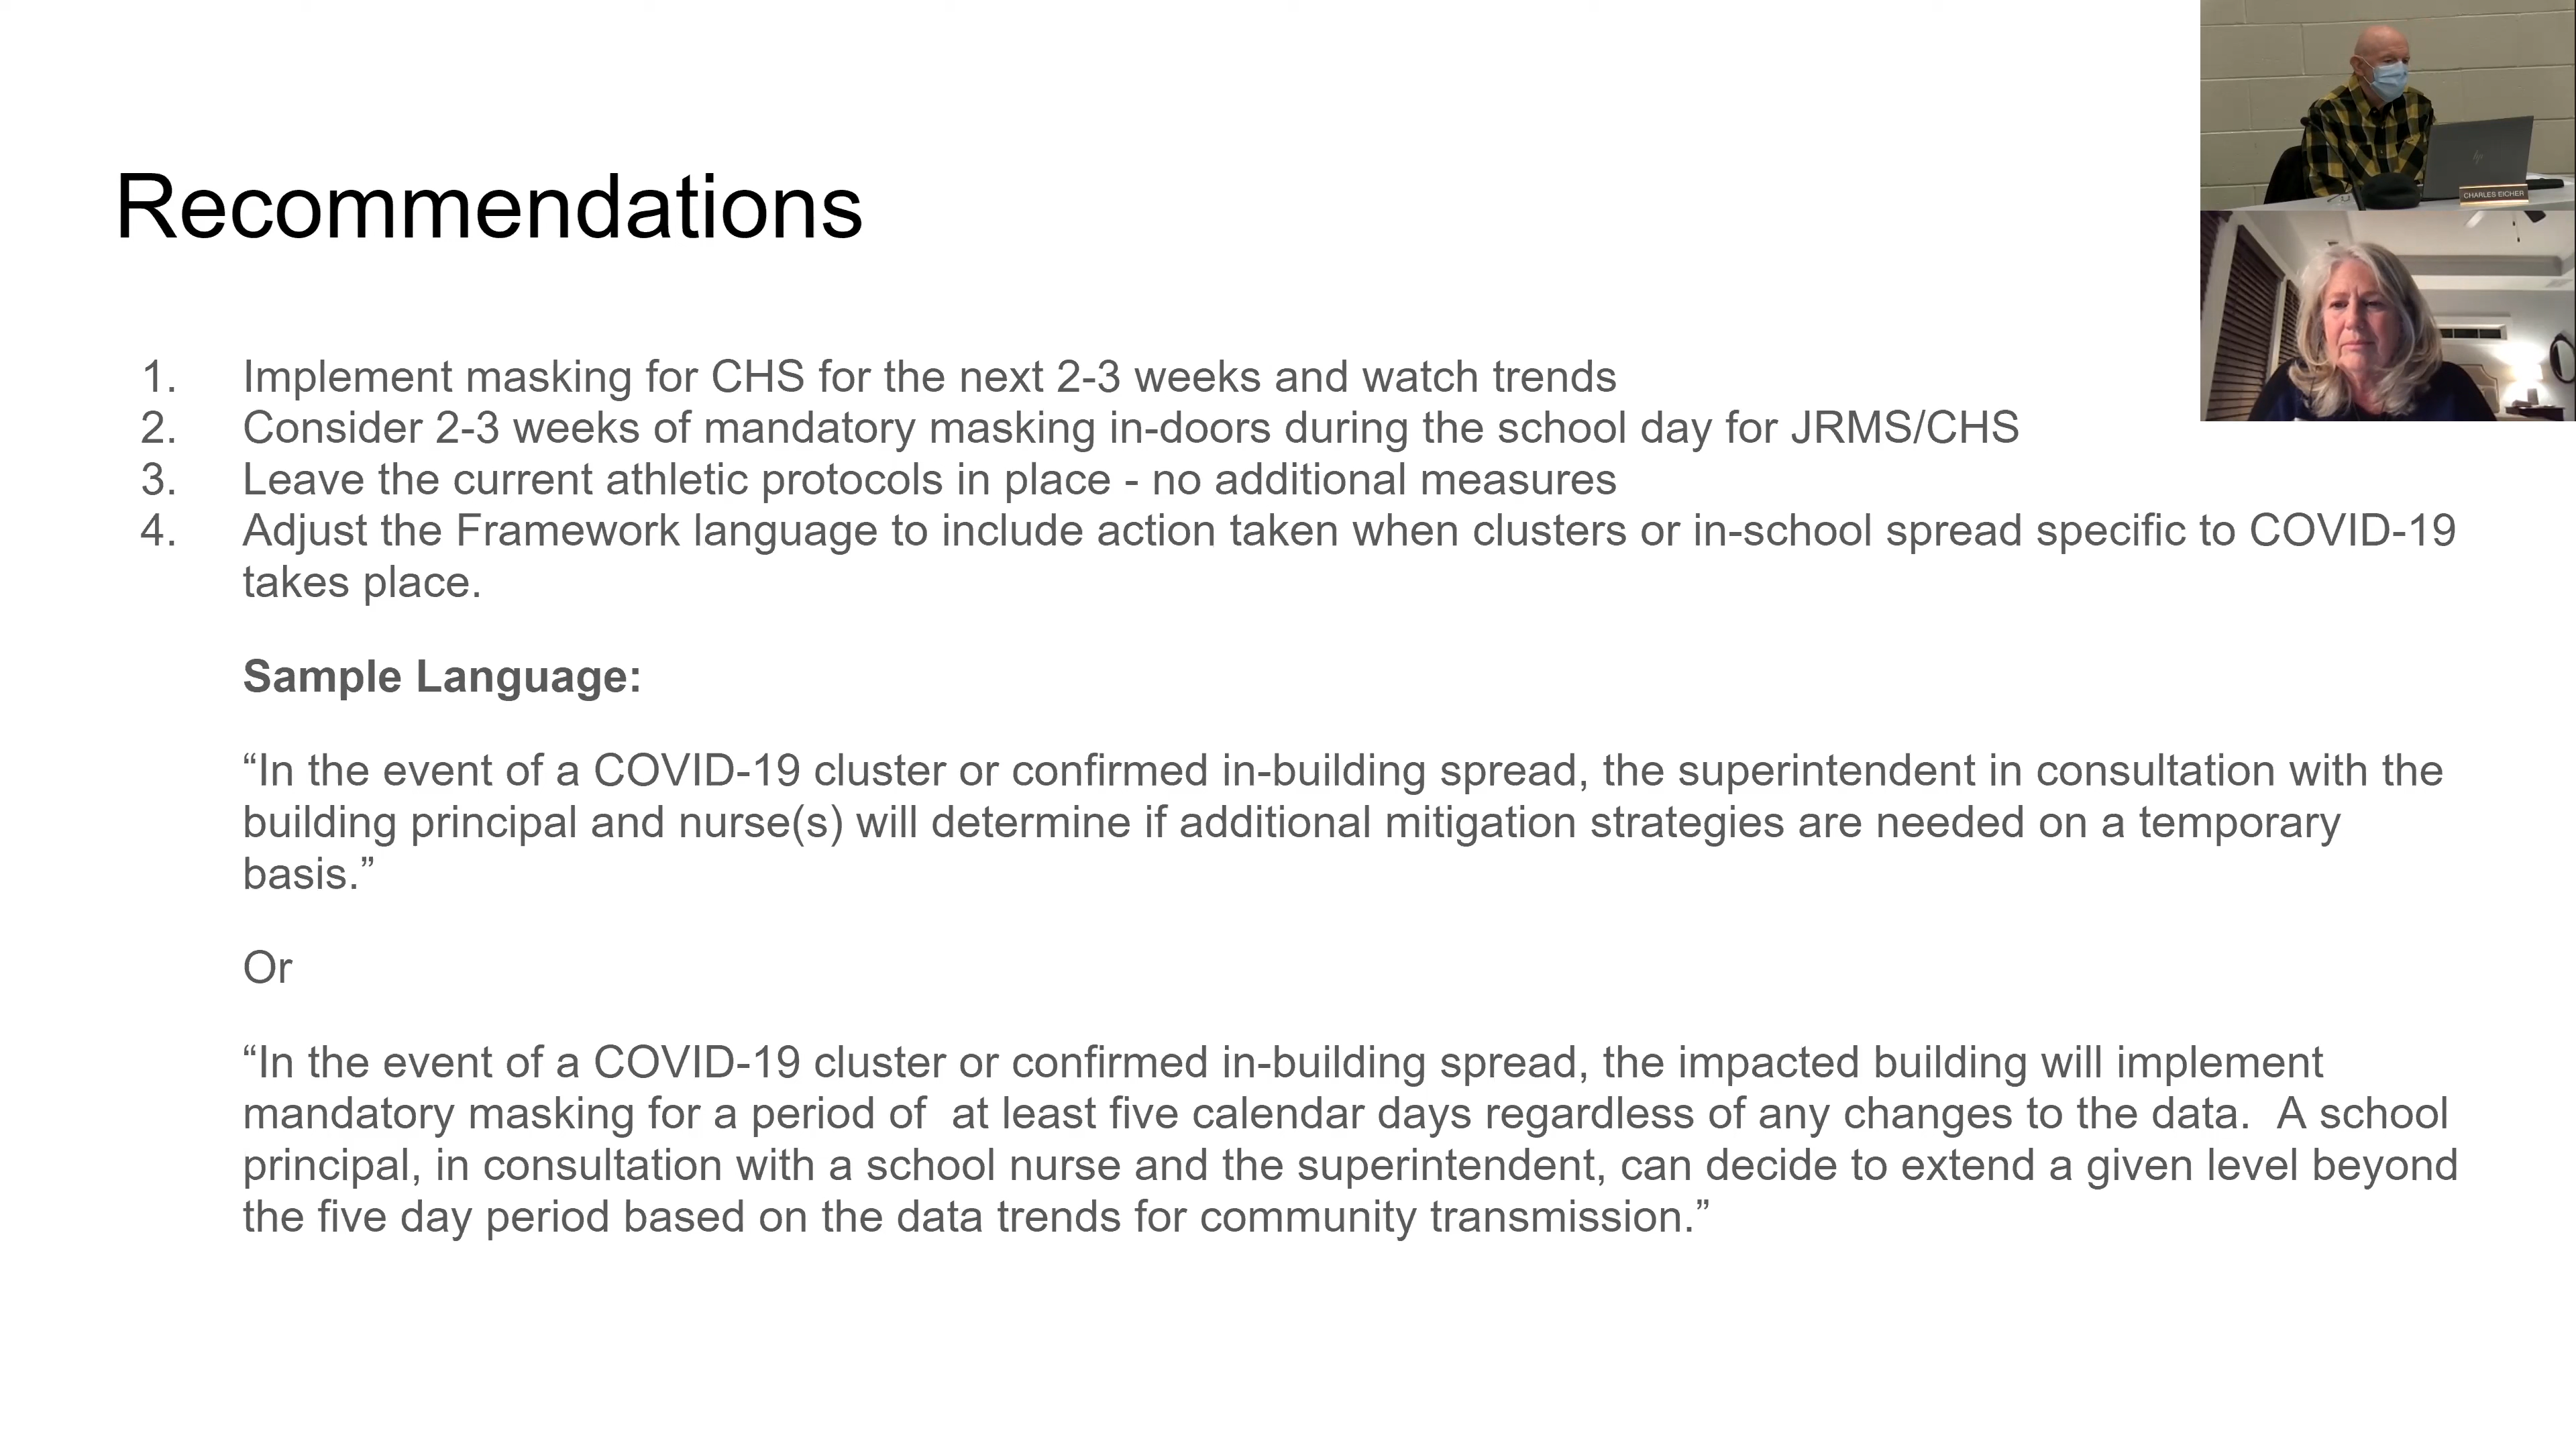 Recommendations
CHARLES EICHER
1. Implement masking for CHS for the next 2-3 weeks and watch trends
2. Consider 2-3 weeks of mandatory masking in-doors during the school day for JRMS/CHS
3. Leave the current athletic protocols in place - no additional measures
4. Adjust the Framework language to include action taken when clusters or in-school spread specific to COVID-19
takes place.
Sample Language:
“In the event of a COVID-19 cluster or confirmed in-building spread, the superintendent in consultation with the
building principal and nurse(s) will determine if additional mitigation strategies are needed on a temporary
basis.”
Or
“In the event of a COVID-19 cluster or confirmed in-building spread, the impacted building will implement
mandatory masking for a period of  at least five calendar days regardless of any changes to the data.  A school
principal, in consultation with a school nurse and the superintendent, can decide to extend a given level beyond
the five day period based on the data trends for community transmission.”